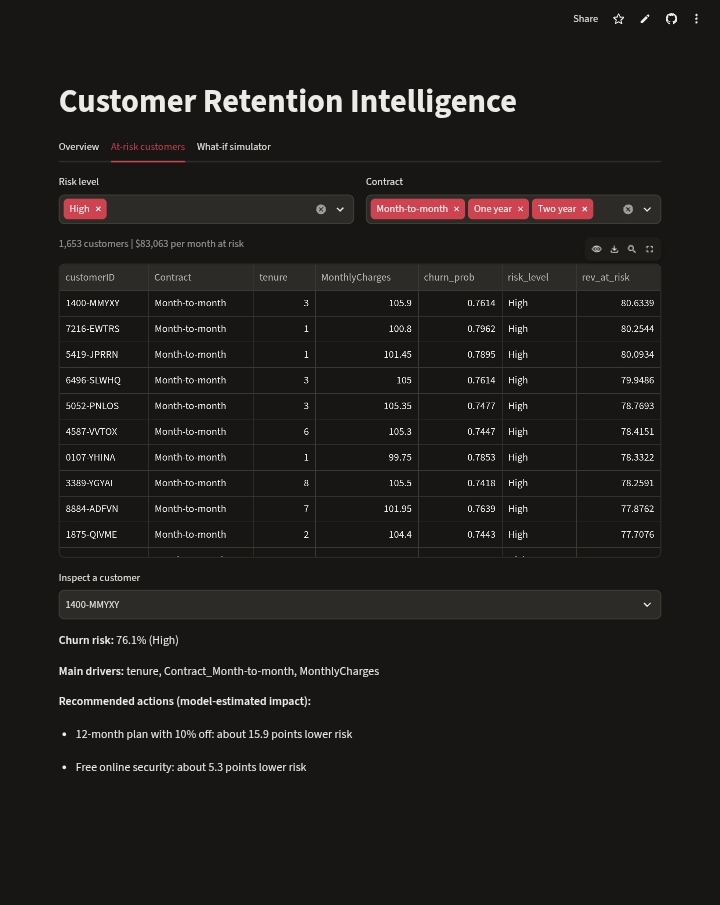 Share
Customer Retention Intelligence
Overview At-risk customers What-if simulator
Risk level Contract
High × Month-to-month × One year × Two year ×
1,653 customers | $83,063 per month at risk
customerID Contract tenure MonthlyCharges churn_prob risk_level rev_at_risk
1400-MMYXY Month-to-month 3 105.9 0.7614 High 80.6339
7216-EWTRS Month-to-month 1 100.8 0.7962 High 80.2544
5419-JPRRN Month-to-month 1 101.45 0.7895 High 80.0934
6496-SLWHQ Month-to-month 3 105 0.7614 High 79.9486
5052-PNLOS Month-to-month 3 105.35 0.7477 High 78.7693
4587-VVTOX Month-to-month 6 105.3 0.7447 High 78.4151
0107-YHINA Month-to-month 1 99.75 0.7853 High 78.3322
3389-YGYAI Month-to-month 8 105.5 0.7418 High 78.2591
8884-ADFVN Month-to-month 7 101.95 0.7639 High 77.8762
1875-QIVME Month-to-month 2 104.4 0.7443 High 77.7076
Inspect a customer
1400-MMYXY
Churn risk: 76.1% (High)
Main drivers: tenure, Contract_Month-to-month, MonthlyCharges
Recommended actions (model-estimated impact):
• 12-month plan with 10% off: about 15.9 points lower risk
• Free online security: about 5.3 points lower risk